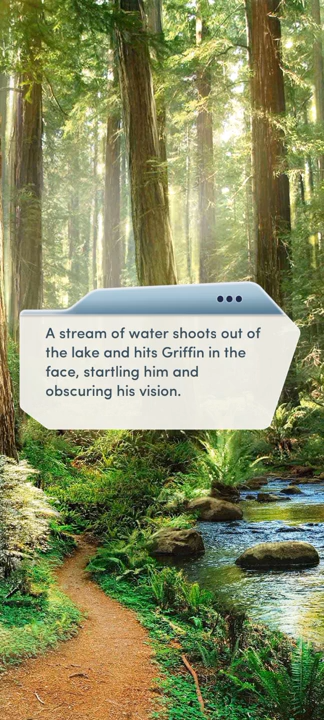 A stream of water shoots out of
the lake and hits Griffin in the
face, startling him and
obscuring his vision.